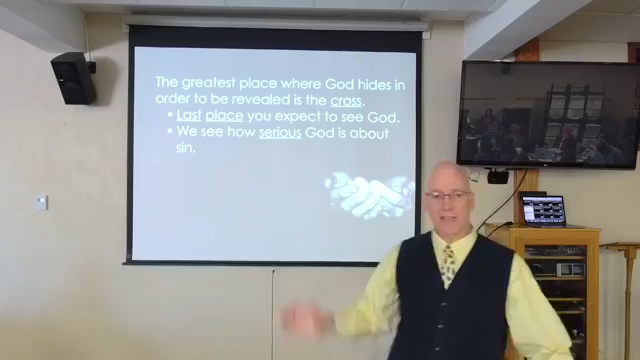 The greatest place where God hides in
order to be revealed is the cross.
• Last place you expect to see God.
• We see how serious God is about
sin.